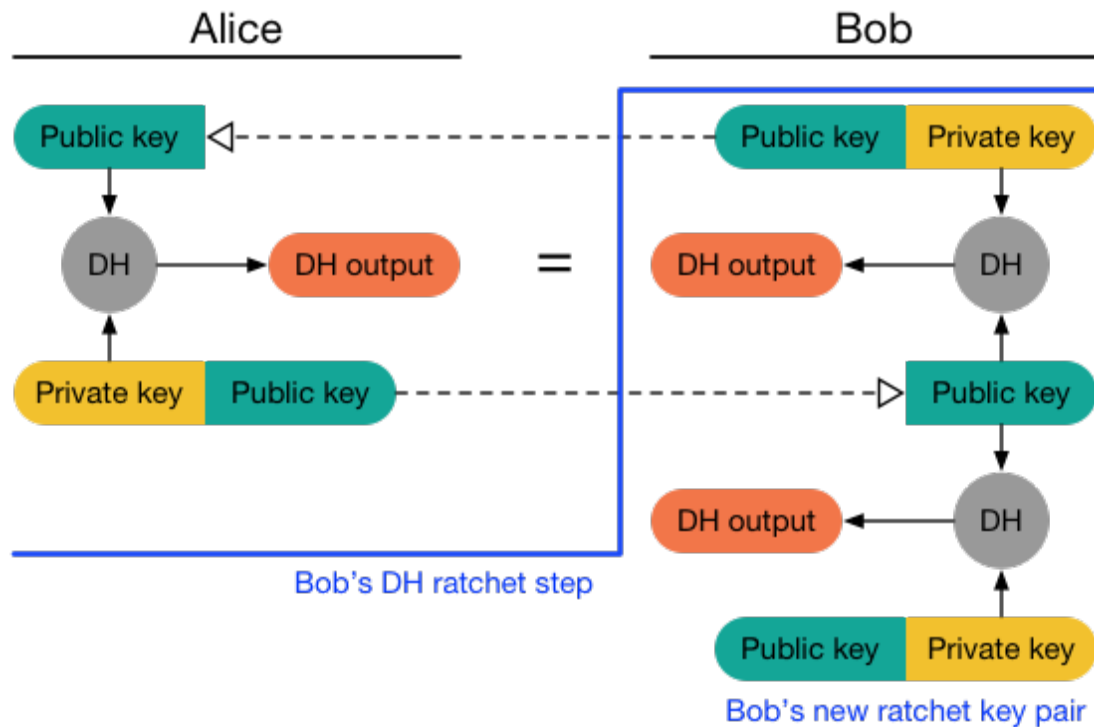 Alice
Bob
Public key
Public key
Private key
DH
DH output
=
DH output
DH
Private key
Public key
Public key
DH output
DH
Bob's DH ratchet step
Public key
Private key
Bob's new ratchet key pair